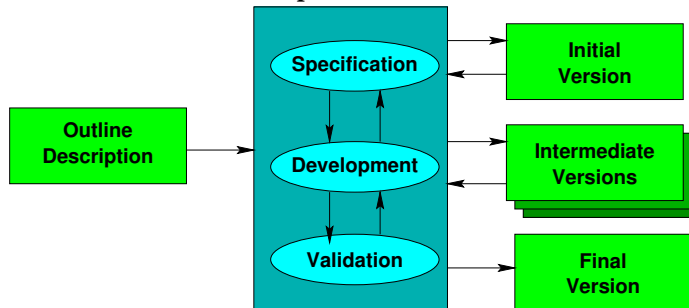 Specification
Initial
Version
Outline
Description
Development
Intermediate
Versions
Validation
Final
Version